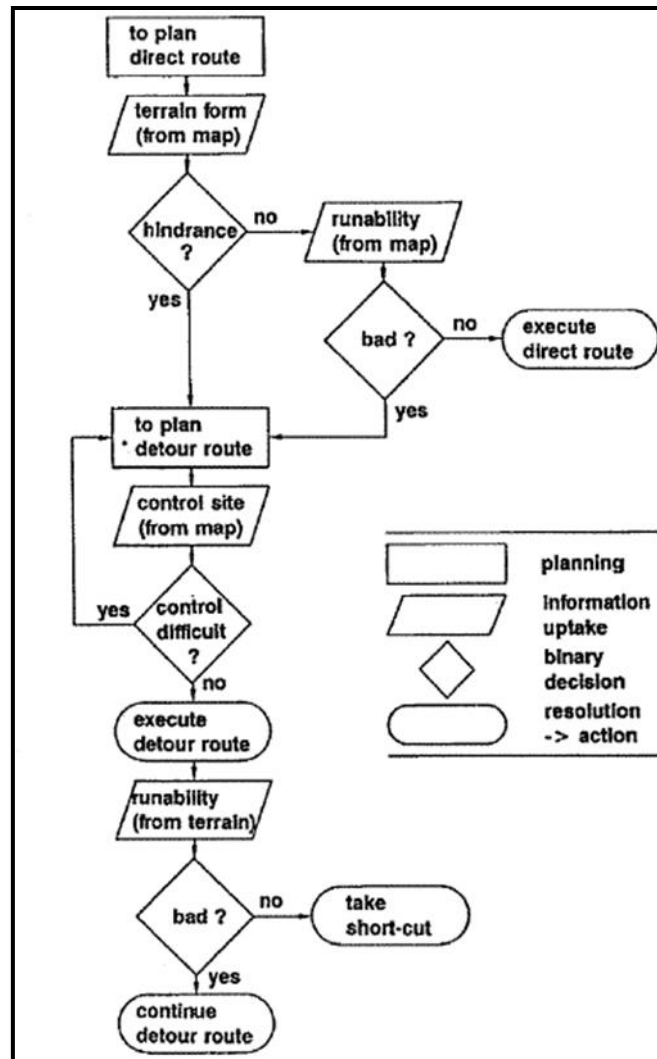 to plan
direct route
terrain form
(from map)
hindrance
?
no
runability
(from map)
yes
bad ?
no
execute
direct route
yes
to plan
detour route
control site
(from map)
yes
control
difficult
?
no
execute
detour route
runability
(from terrain)
bad ?
no
take
short-cut
yes
continue
detour route
planning
information
uptake
binary
decision
resolution
-> action